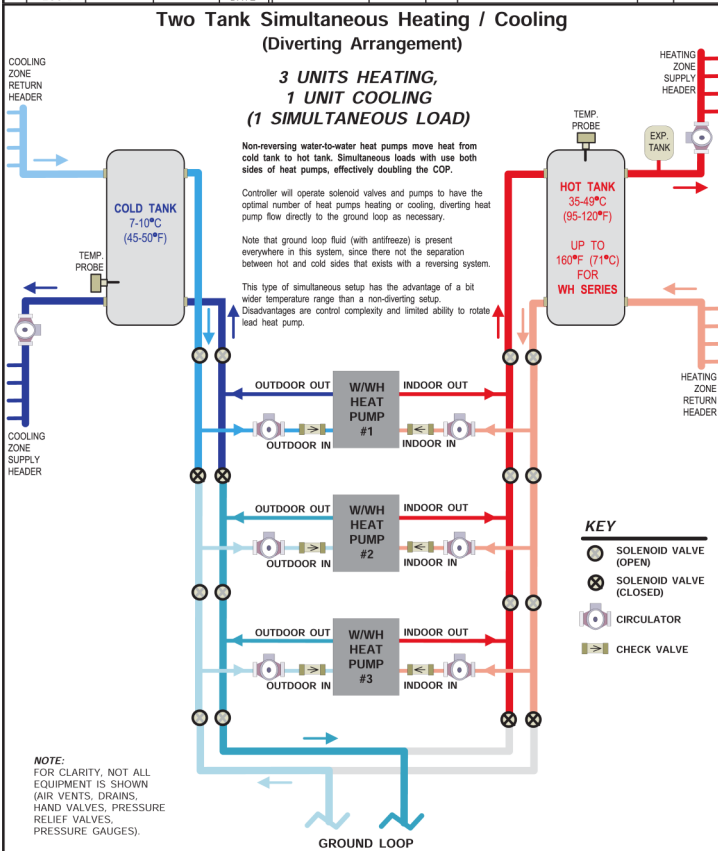 Two Tank Simultaneous Heating / Cooling
(Diverting Arrangement)
COOLING
ZONE
RETURN
HEADER
3 UNITS HEATING,
1 UNIT COOLING
(1 SIMULTANEOUS LOAD)
HEATING
ZONE
SUPPLY
HEADER
TEMP.
PROBE
EXP.
TANK
Non-reversing water-to-water heat pumps move heat from
cold tank to hot tank. Simultaneous loads with use both
sides of heat pumps, effectively doubling the COP.
Controller will operate solenoid valves and pumps to have the
optimal number of heat pumps heating or cooling, diverting heat
pump flow directly to the ground loop as necessary.
Note that ground loop fluid (with antifreeze) is present
everywhere in this system, since there not the separation
between hot and cold sides that exists with a reversing system.
This type of simultaneous setup has the advantage of a bit
wider temperature range than a non-diverting setup.
Disadvantages are control complexity and limited ability to rotate
lead heat pump.
COLD TANK
7-10°C
(45-50°F)
TEMP.
PROBE
HOT TANK
35-49°C
(95-120°F)
UP TO
160°F (71°C)
FOR
WH SERIES
COOLING
ZONE
SUPPLY
HEADER
HEATING
ZONE
RETURN
HEADER
OUTDOOR OUT
W/WH
HEAT
PUMP
#1
INDOOR OUT
OUTDOOR IN
INDOOR IN
OUTDOOR OUT
W/WH
HEAT
PUMP
#2
INDOOR OUT
OUTDOOR IN
INDOOR IN
OUTDOOR OUT
W/WH
HEAT
PUMP
#3
INDOOR OUT
OUTDOOR IN
INDOOR IN
KEY
SOLENOID VALVE
(OPEN)
SOLENOID VALVE
(CLOSED)
CIRCULATOR
CHECK VALVE
NOTE:
FOR CLARITY, NOT ALL
EQUIPMENT IS SHOWN
(AIR VENTS, DRAINS,
HAND VALVES, PRESSURE
RELIEF VALVES,
PRESSURE GAUGES).
GROUND LOOP